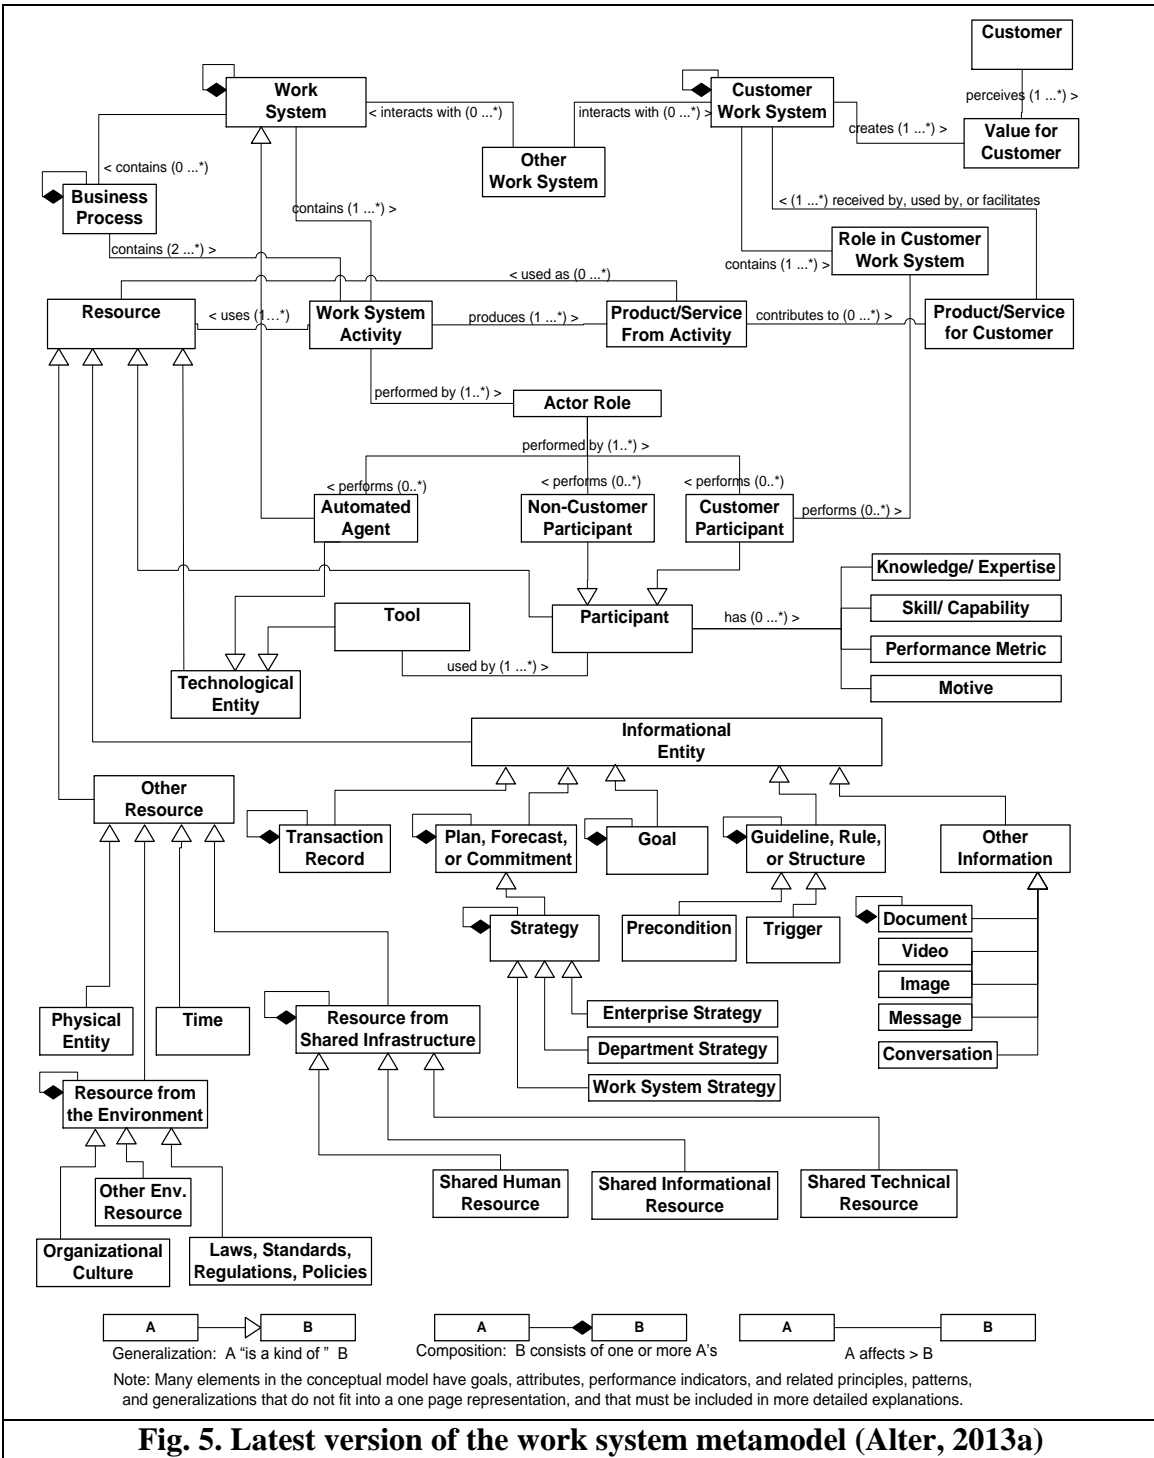 Customer
Work
System
Customer
Work System
< interacts with (0 ...*)
interacts with (0 ...*) >
perceives (1 ...*) >
creates (1 ...*) >
Value for
Customer
Other
Work System
< contains (0 ...*)
Business
Process
contains (1 ...*) >
< (1 ...*) received by, used by, or facilitates
contains (2 ...*) >
Role in Customer
Work System
contains (1 ...*) >
< used as (0 ...*)
Resource
< uses (1...*)
Work System
Activity
produces (1 ...*) >
Product/Service
From Activity
contributes to (0 ...*) >
Product/Service
for Customer
performed by (1..*) >
Actor Role
performed by (1..*) >
< performs (0..*)
< performs (0..*)
< performs (0..*)
Automated
Agent
Non-Customer
Participant
Customer
Participant
performs (0..*) >
Knowledge/ Expertise
Tool
Participant
has (0 ...*) >
Skill/ Capability
Performance Metric
used by (1 ...*) >
Motive
Technological
Entity
Informational
Entity
Other
Resource
Transaction
Record
Plan, Forecast,
or Commitment
Goal
Guideline, Rule,
or Structure
Other
Information
Strategy
Precondition
Trigger
Document
Video
Image
Message
Conversation
Physical
Entity
Time
Resource from
Shared Infrastructure
Enterprise Strategy
Department Strategy
Work System Strategy
Resource from
the Environment
Shared Human
Resource
Shared Informational
Resource
Shared Technical
Resource
Other Env.
Resource
Organizational
Culture
Laws, Standards,
Regulations, Policies
A
B
A
B
A
B
Generalization: A “is a kind of ” B
Composition: B consists of one or more A's
A affects > B
Note: Many elements in the conceptual model have goals, attributes, performance indicators, and related principles, patterns,
and generalizations that do not fit into a one page representation, and that must be included in more detailed explanations.
Fig. 5. Latest version of the work system metamodel (Alter, 2013a)